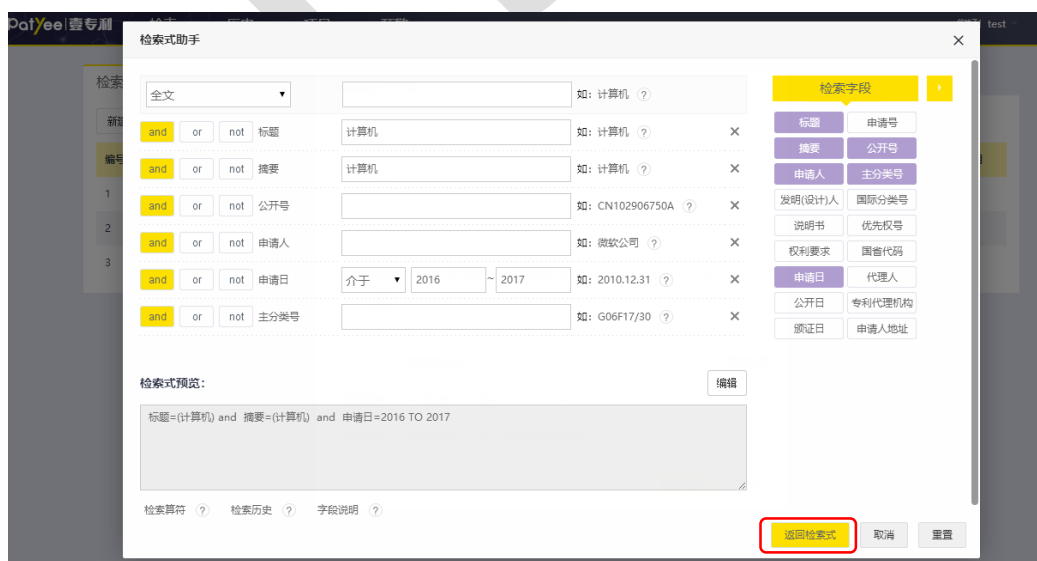 Patyee 壹专利 test
检索式助手
全文 如: 计算机 ?
and or not 标题 计算机 如: 计算机 ?
and or not 摘要 计算机 如: 计算机 ?
and or not 公开号 如: CN102906750A ?
and or not 申请人 如: 微软公司 ?
and or not 申请日 介于 2016 ~ 2017 如: 2010.12.31 ?
and or not 主分类号 如: G06F17/30 ?
检索字段
标题 申请号
摘要 公开号
申请人 主分类号
发明(设计)人 国际分类号
说明书 优先权号
权利要求 国省代码
申请日 代理人
公开日 专利代理机构
颁证日 申请人地址
检索
编号
1
2
3
检索式预览: 编辑
标题=(计算机) and 摘要=(计算机) and 申请日=2016 TO 2017
检索算符 ? 检索历史 ? 字段说明 ?
返回检索式 取消 重置